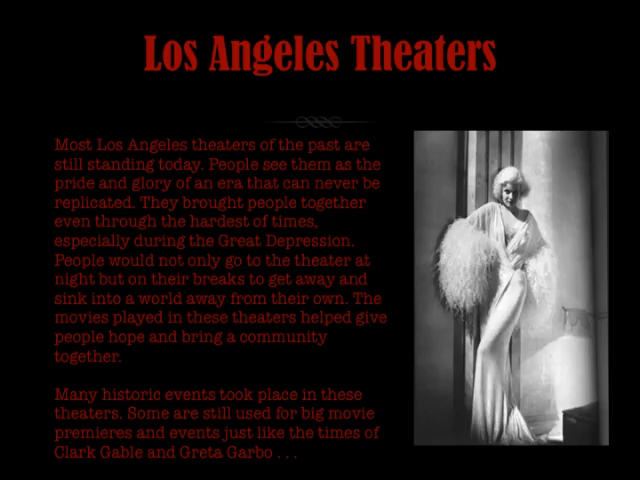 Los Angeles Theaters
Most Los Angeles theaters of the past are
still standing today. People see them as the
pride and glory of an era that can never be
replicated. They brought people together
even through the hardest of times,
especially during the Great Depression.
People would not only go to the theater at
night but on their breaks to get away and
sink into a world away from their own. The
movies played in these theaters helped give
people hope and bring a community
together.
Many historic events took place in these
theaters. Some are still used for big movie
premieres and events just like the times of
Clark Gable and Greta Garbo . . .